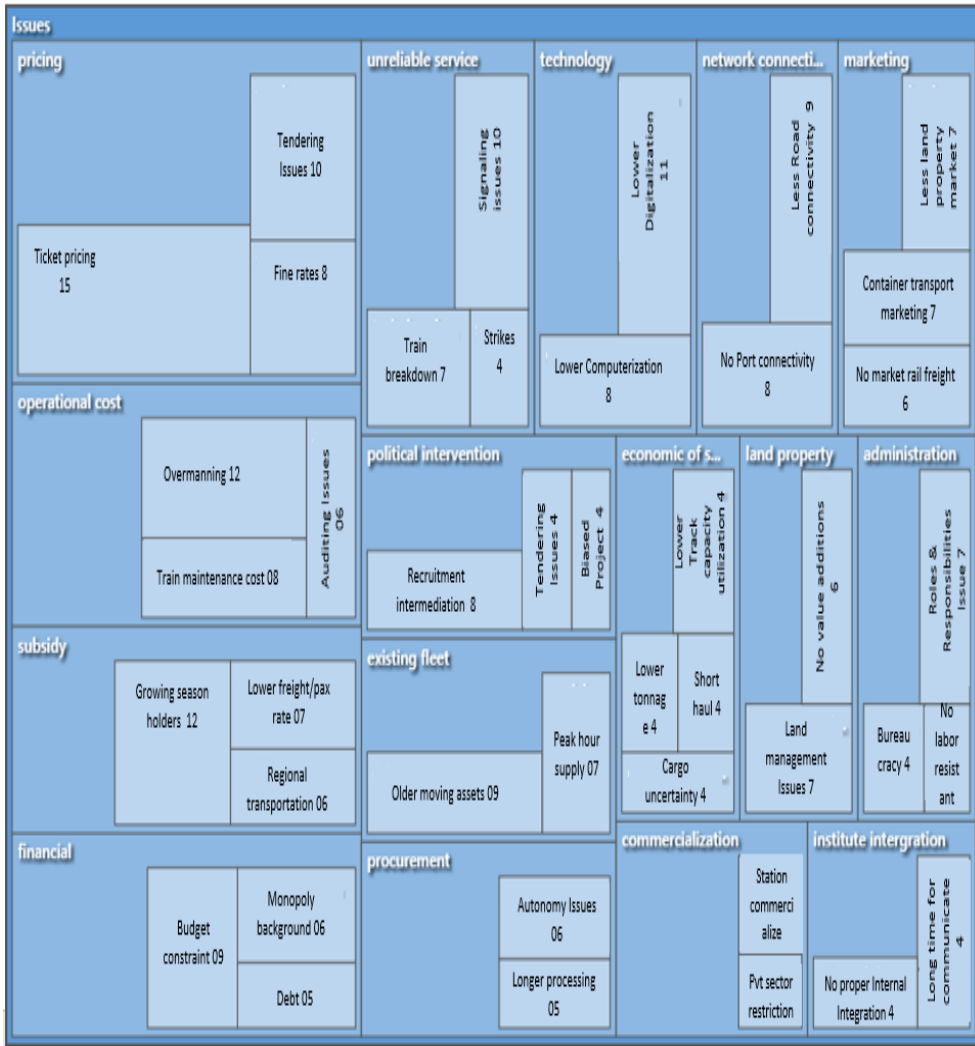 Issues
pricing
Tendering
Issues 10
Ticket pricing
15
Fine rates 8
unreliable service
Signaling
issues 10
Train
breakdown 7
Strikes
4
technology
Lower
Digitalization
11
Lower Computerization
8
network connecti...
Less Road
connectivity 9
No Port connectivity
8
marketing
Less land
property
market 7
Container transport
marketing 7
No market rail freight
6
operational cost
Overmanning 12
Auditing Issues
06
Train maintenance cost 08
political intervention
Tendering
Issues 4
Biased
Project 4
Recruitment
intermediation 8
economic of s...
Lower
Track
capacity
utilization 4
Lower
tonnag
e 4
Short
haul 4
Cargo
uncertainty 4
land property
No value additions
6
Land
management
Issues 7
administration
Roles &
Responsibilities
Issue 7
Bureau
cracy 4
No
labor
resist
ant
subsidy
Growing season
holders 12
Lower freight/pax
rate 07
Regional
transportation 06
existing fleet
Peak hour
supply 07
Older moving assets 09
financial
Budget
constraint 09
Monopoly
background 06
Debt 05
procurement
Autonomy Issues
06
Longer processing
05
commercialization
Station
commerci
alize
Pvt sector
restriction
institute intergration
Long time for
communicate
4
No proper Internal
Integration 4